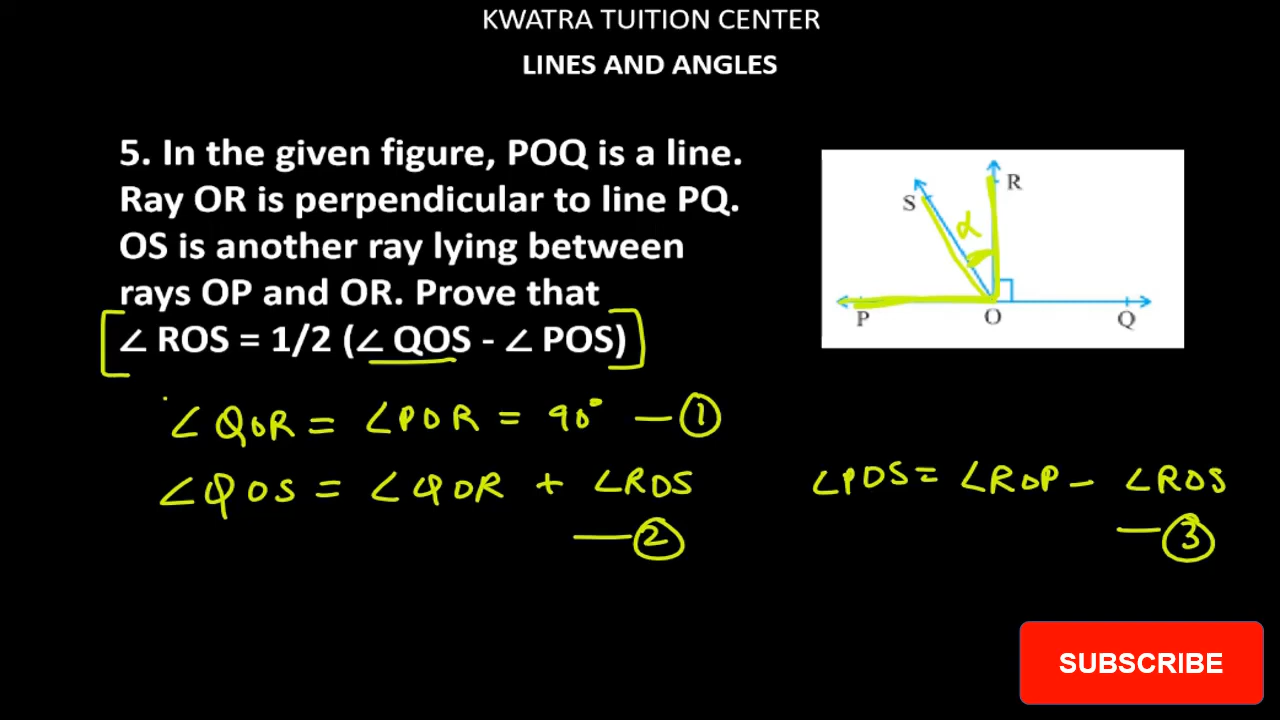 KWATRA TUITION CENTER
LINES AND ANGLES
5. In the given figure, POQ is a line.
Ray OR is perpendicular to line PQ.
OS is another ray lying between
rays OP and OR. Prove that
∠ ROS = 1/2 (∠ QOS - ∠ POS)
R
S
α
P
O
Q
∠QOR = ∠POR = 90° — ①
∠QOS = ∠QOR + ∠ROS
— ②
∠POS = ∠ROP - ∠ROS
— ③
SUBSCRIBE